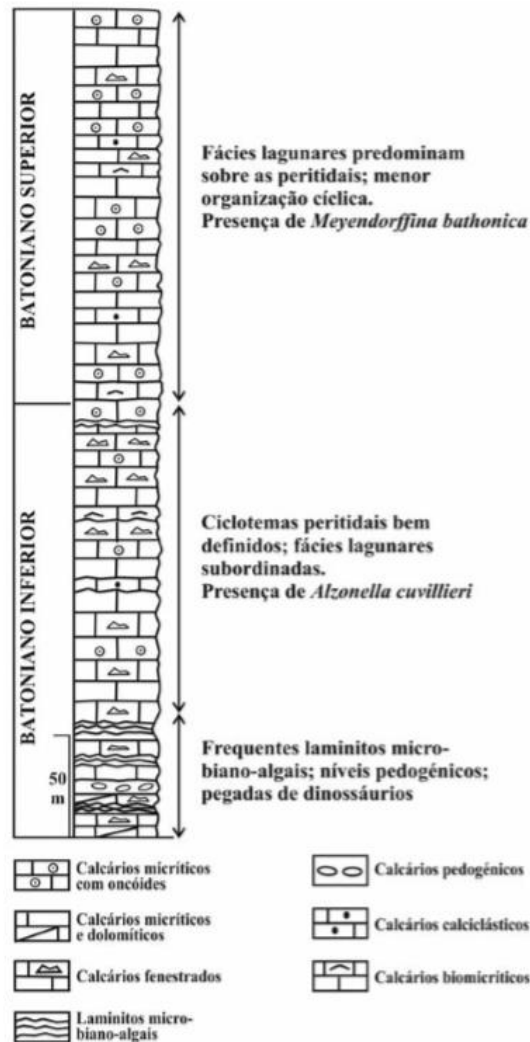 BATONIANO SUPERIOR
Fácies lagunares predominam
sobre as peritidais; menor
organização cíclica.
Presença de Meyendorffina bathonica
BATONIANO INFERIOR
Ciclotemas peritidais bem
definidos; fácies lagunares
subordinadas.
Presença de Alzonella cuvillieri
Frequentes laminitos micro-
biano-algais; níveis pedogénicos;
pegadas de dinossáurios
50
m
Calcários micríticos
com oncóides
Calcários micríticos
e dolomíticos
Calcários fenestrados
Laminitos micro-
biano-algais
Calcários pedogénicos
Calcários calciclásticos
Calcários biomicríticos